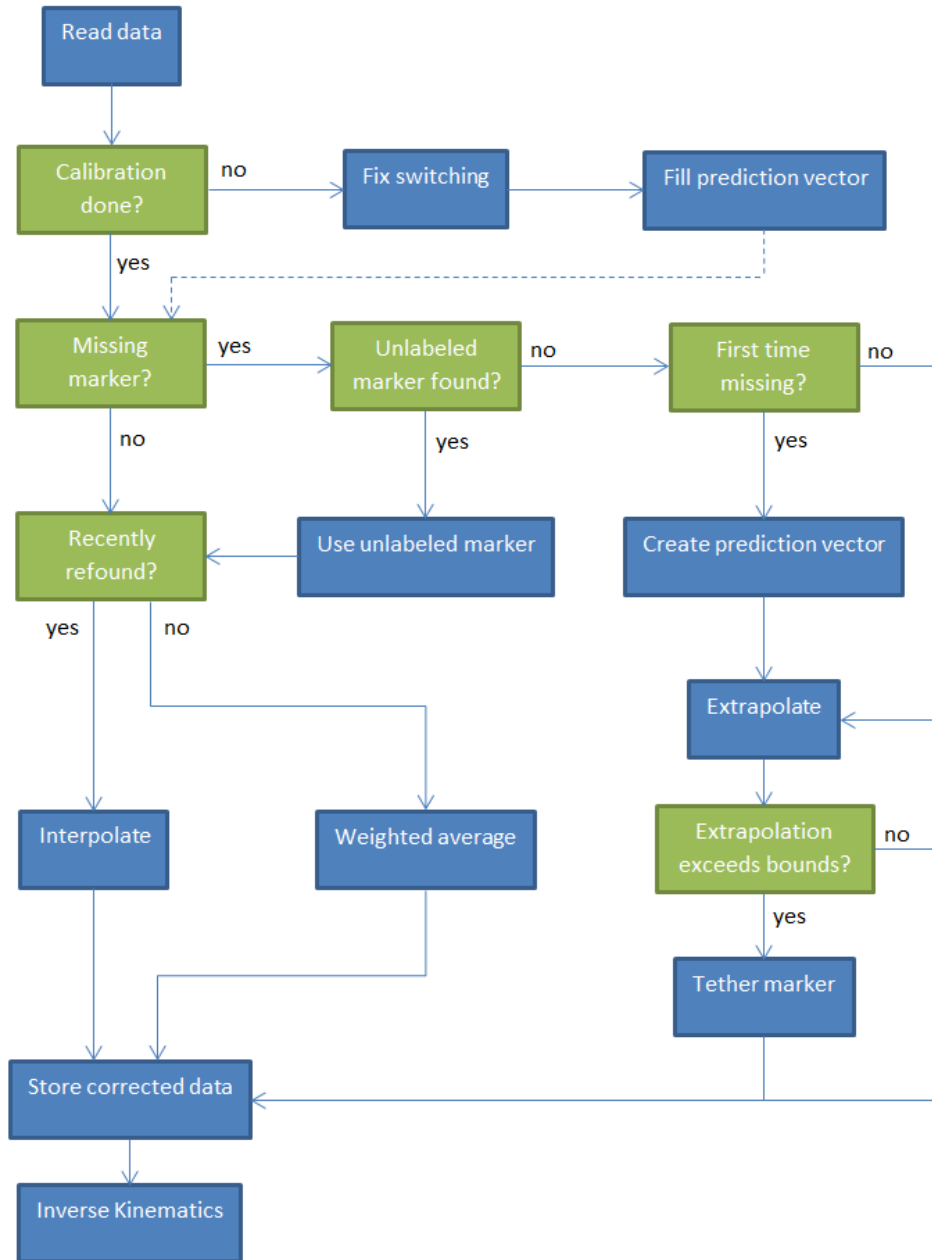 Read data
Calibration
done?
no
Fix switching
Fill prediction vector
yes
Missing
marker?
yes
Unlabeled
marker found?
no
First time
missing?
no
no
yes
yes
Recently
refound?
Use unlabeled marker
Create prediction vector
yes
no
Extrapolate
Interpolate
Weighted average
Extrapolation
exceeds bounds?
no
yes
Tether marker
Store corrected data
Inverse Kinematics